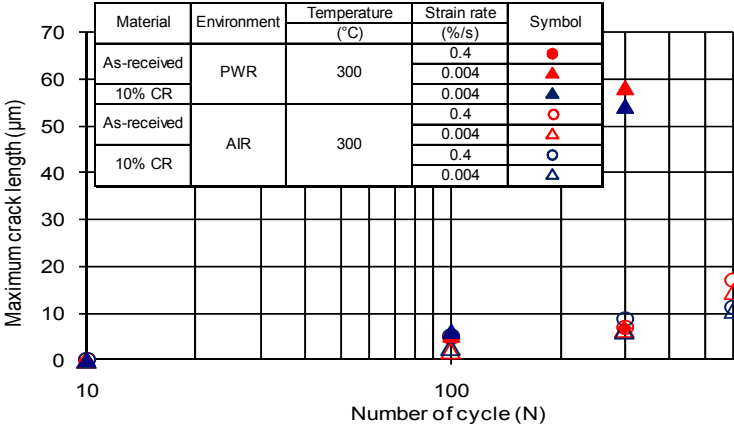 Material Environment Temperature Strain rate Symbol
(°C) (%/s)
As-received PWR 300 0.4
0.004
10% CR 0.004
As-received AIR 300 0.4
0.004
10% CR 0.4
0.004
70
60
50
40
30
20
10
0
10 100
Maximum crack length (μm)
Number of cycle (N)